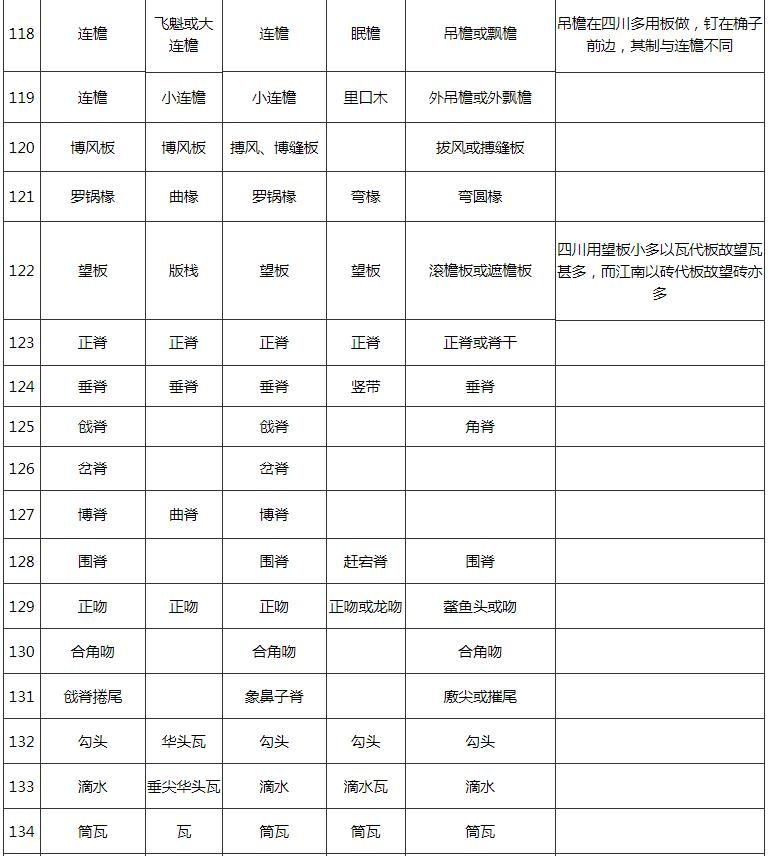 118 连檐 飞魁或大连檐 连檐 眠檐 吊檐或飘檐 吊檐在四川多用板做，钉在桷子前边，其制与连檐不同
119 连檐 小连檐 小连檐 里口木 外吊檐或外飘檐
120 博风板 博风板 搏风、博缝板 拔风或搏缝板
121 罗锅椽 曲椽 罗锅椽 弯椽 弯圆椽
122 望板 版栈 望板 望板 滚檐板或遮檐板 四川用望板小多以瓦代板故望瓦甚多，而江南以砖代板故望砖亦多
123 正脊 正脊 正脊 正脊 正脊或脊干
124 垂脊 垂脊 垂脊 竖带 垂脊
125 戗脊 戗脊 角脊
126 岔脊 岔脊
127 博脊 曲脊 博脊
128 围脊 围脊 赶宕脊 围脊
129 正吻 正吻 正吻 正吻或龙吻 鳌鱼头或吻
130 合角吻 合角吻 合角吻
131 戗脊捲尾 象鼻子脊 廒尖或摧尾
132 勾头 华头瓦 勾头 勾头 勾头
133 滴水 垂尖华头瓦 滴水 滴水瓦 滴水
134 筒瓦 瓦 筒瓦 筒瓦 筒瓦